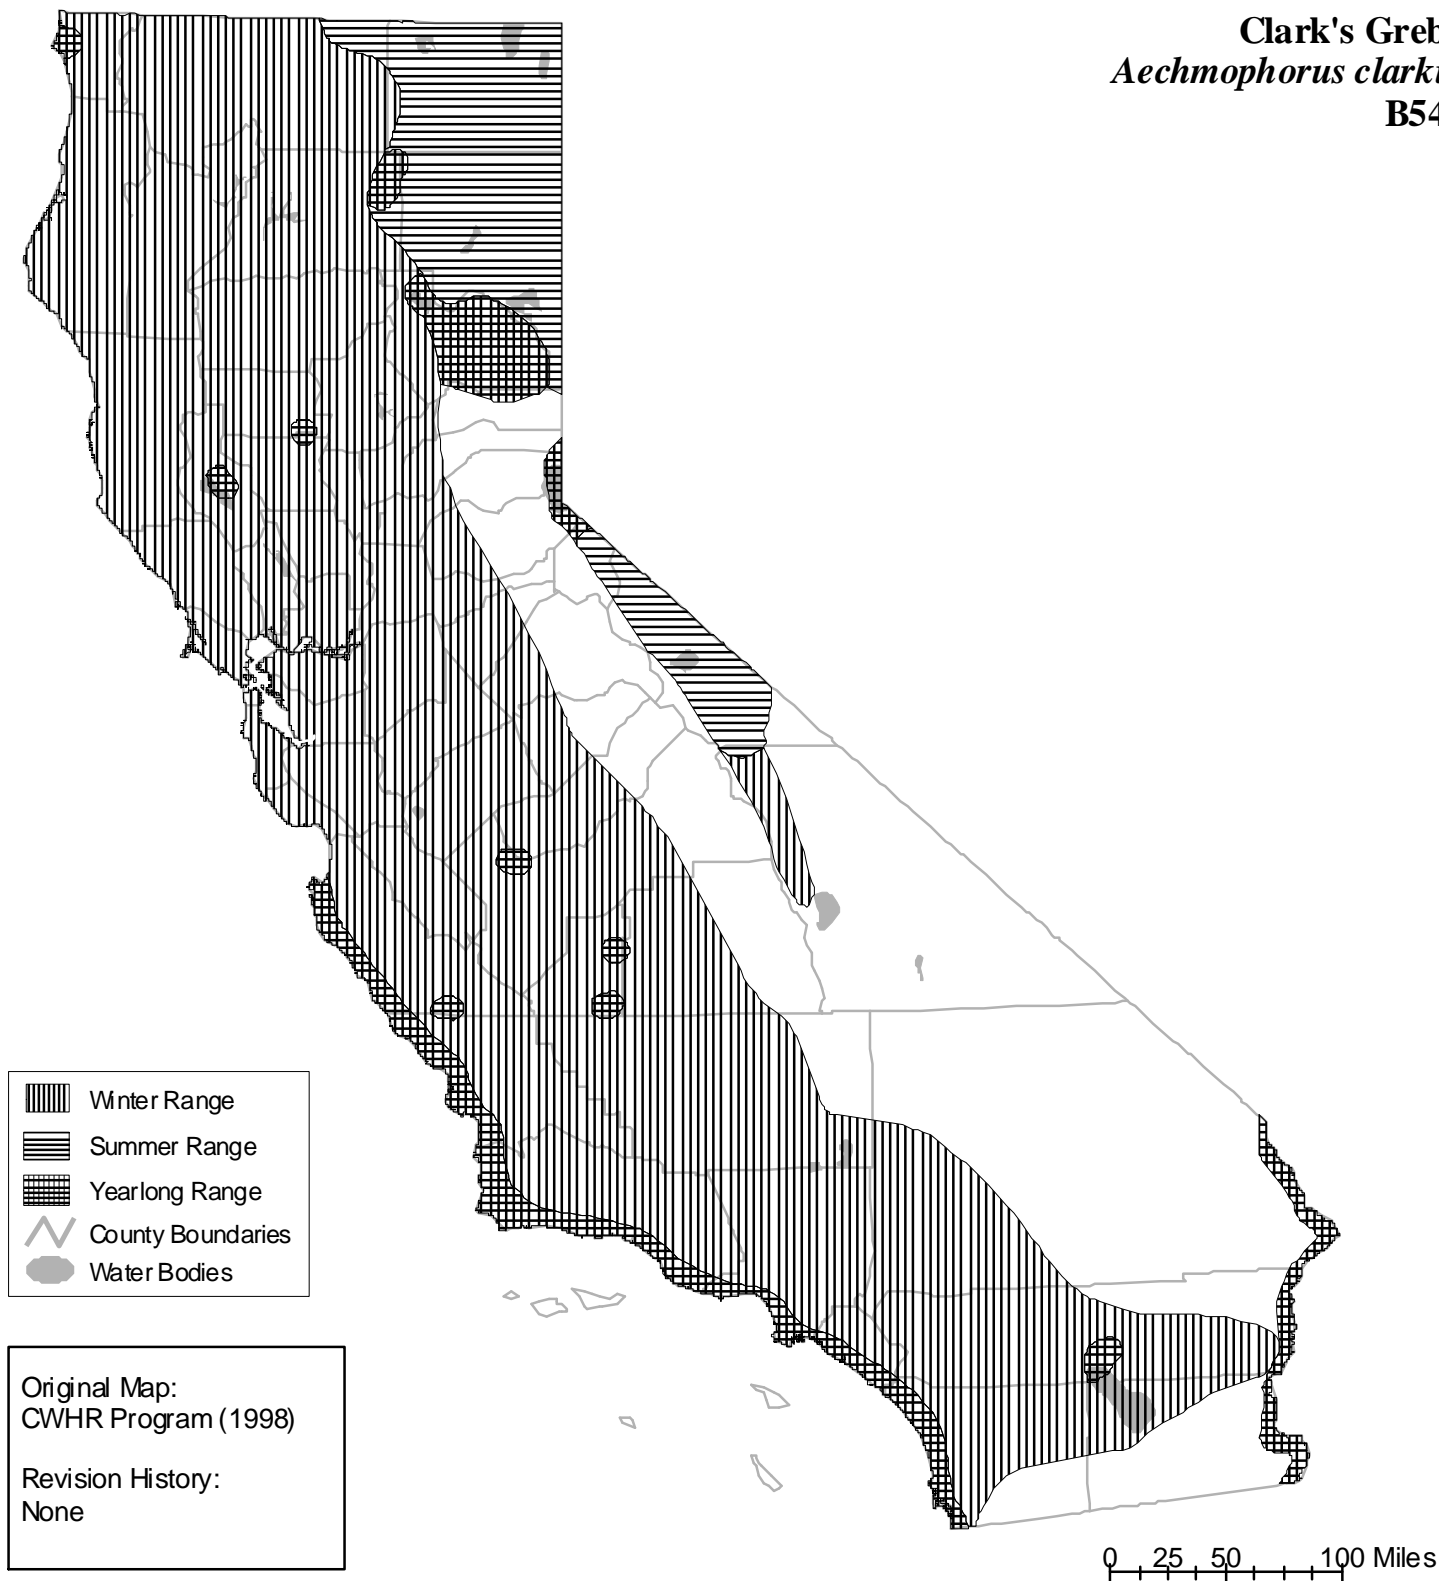 Clark's Greb
Aechmophorus clarki
B54
Winter Range
Summer Range
Yearlong Range
County Boundaries
Water Bodies
Original Map:
CWHR Program (1998)
Revision History:
None
0 25 50 100 Miles